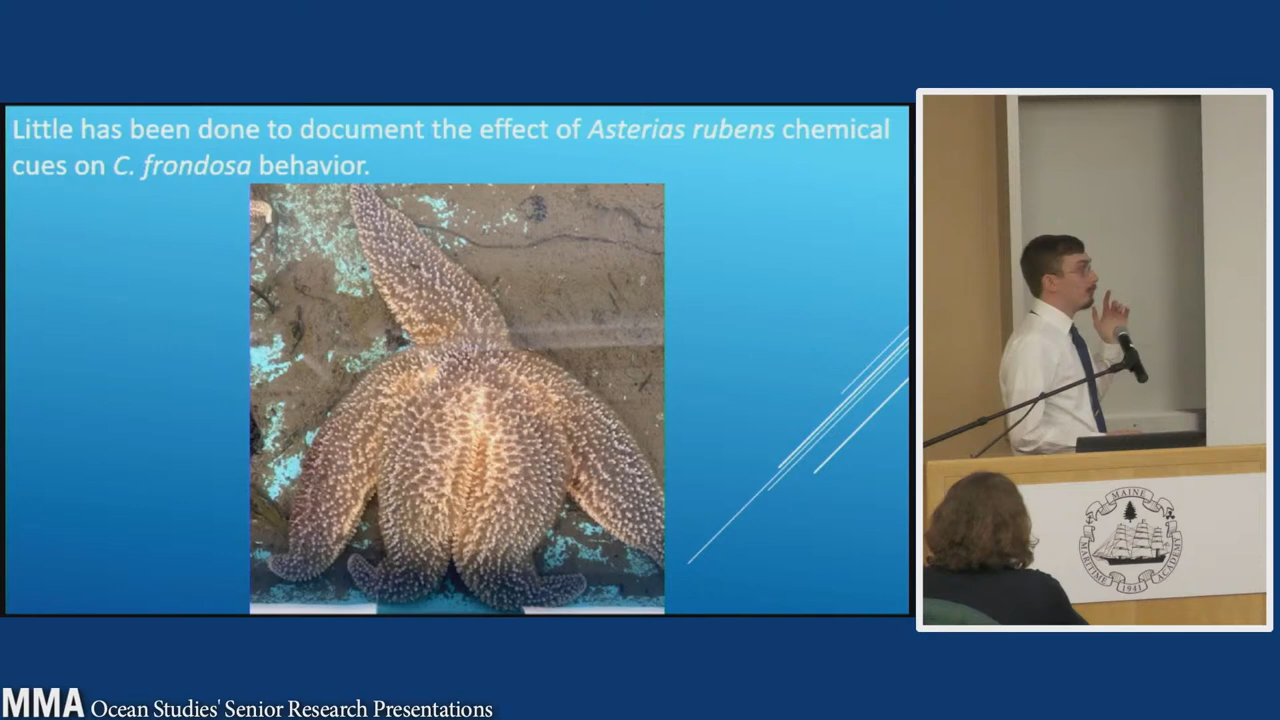 Little has been done to document the effect of Asterias rubens chemical
cues on C. frondosa behavior.
MAINE
MARITIME
ACADEMY
1941
MMA Ocean Studies' Senior Research Presentations